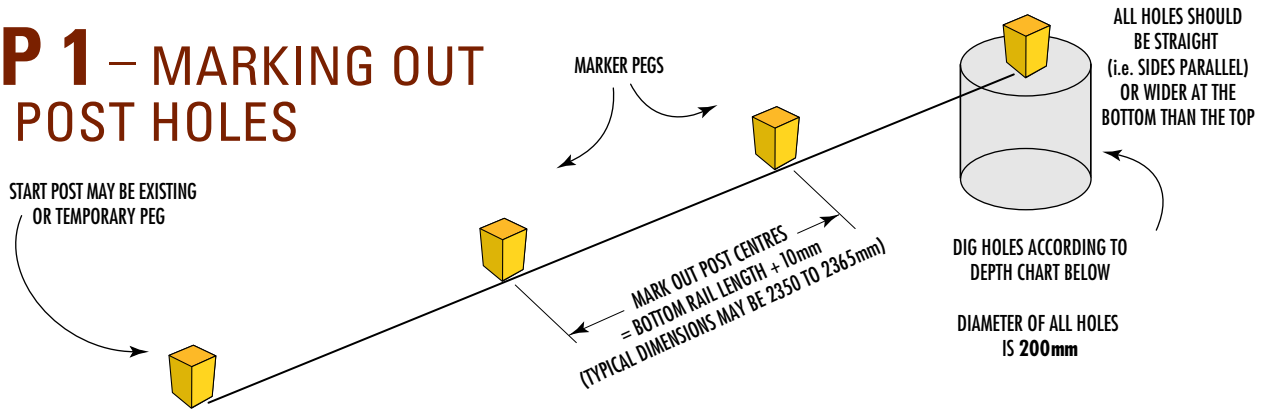 P 1 – MARKING OUT
POST HOLES
MARKER PEGS
START POST MAY BE EXISTING
OR TEMPORARY PEG
MARK OUT POST CENTRES
= BOTTOM RAIL LENGTH + 10mm
(TYPICAL DIMENSIONS MAY BE 2350 TO 2365mm)
ALL HOLES SHOULD
BE STRAIGHT
(i.e. SIDES PARALLEL)
OR WIDER AT THE
BOTTOM THAN THE TOP
DIG HOLES ACCORDING TO
DEPTH CHART BELOW
DIAMETER OF ALL HOLES
IS 200mm